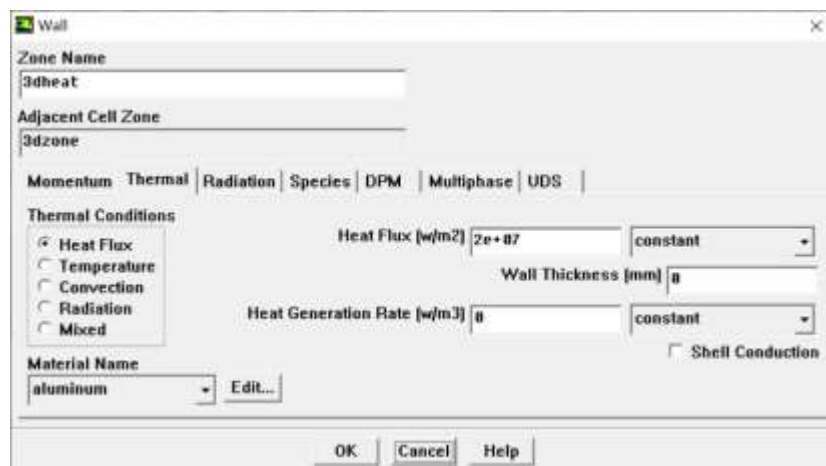 Wall
Zone Name
3dheat
Adjacent Cell Zone
3dzone
Momentum Thermal Radiation Species DPM Multiphase UDS
Thermal Conditions
Heat Flux
Temperature
Convection
Radiation
Mixed
Heat Flux (w/m2) 2e+07 constant
Wall Thickness (mm) 0
Heat Generation Rate (w/m3) 0 constant
Shell Conduction
Material Name
aluminum Edit...
OK Cancel Help